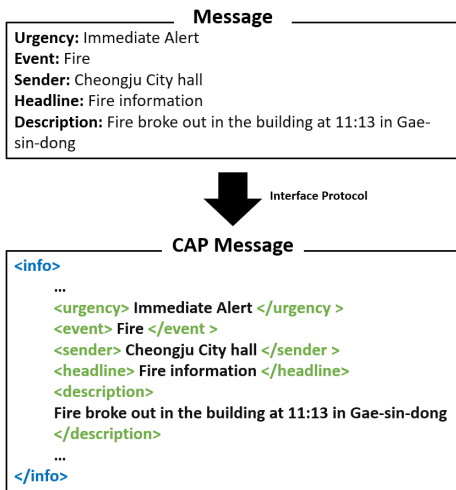 Message
Urgency: Immediate Alert
Event: Fire
Sender: Cheongju City hall
Headline: Fire information
Description: Fire broke out in the building at 11:13 in Gae-
sin-dong
Interface Protocol
CAP Message
<info>
...
<urgency> Immediate Alert </urgency >
<event> Fire </event >
<sender> Cheongju City hall </sender >
<headline> Fire information </headline>
<description>
Fire broke out in the building at 11:13 in Gae-sin-dong
</description>
...
</info>